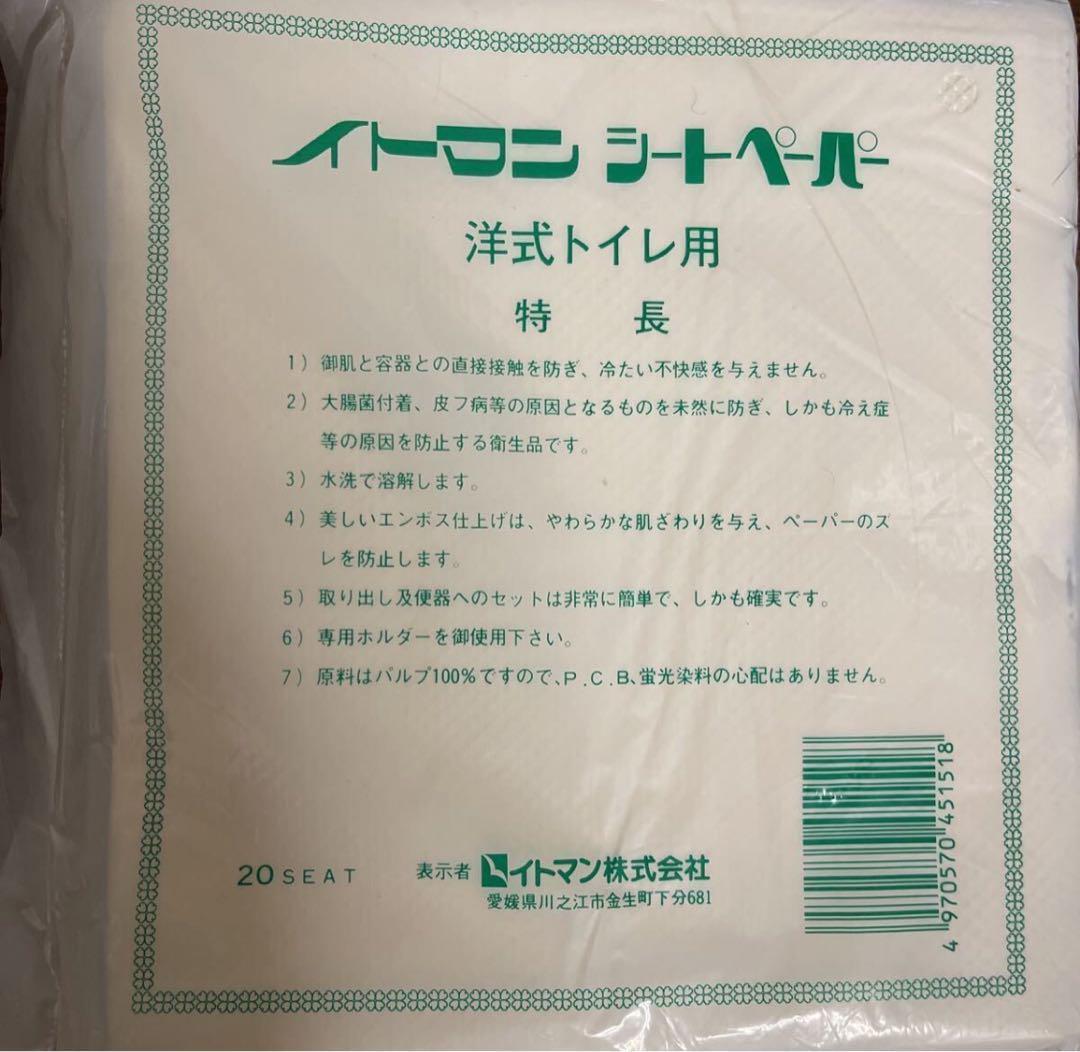 イトマン シートペーパー
洋式トイレ用
特 長
1) 御肌と容器との直接接触を防ぎ、冷たい不快感を与えません。
2) 大腸菌付着、皮フ病等の原因となるものを未然に防ぎ、しかも冷え症
等の原因を防止する衛生品です。
3) 水洗で溶解します。
4) 美しいエンボス仕上げは、やわらかな肌ざわりを与え、ペーパーのズ
レを防止します。
5) 取り出し及便器へのセットは非常に簡単で、しかも確実です。
6) 専用ホルダーを御使用下さい。
7) 原料はパルプ100%ですので、P.C.B、蛍光染料の心配はありません。
4 970570 451518
20 SEAT 表示者 イトマン株式会社
愛媛県川之江市金生町下分681